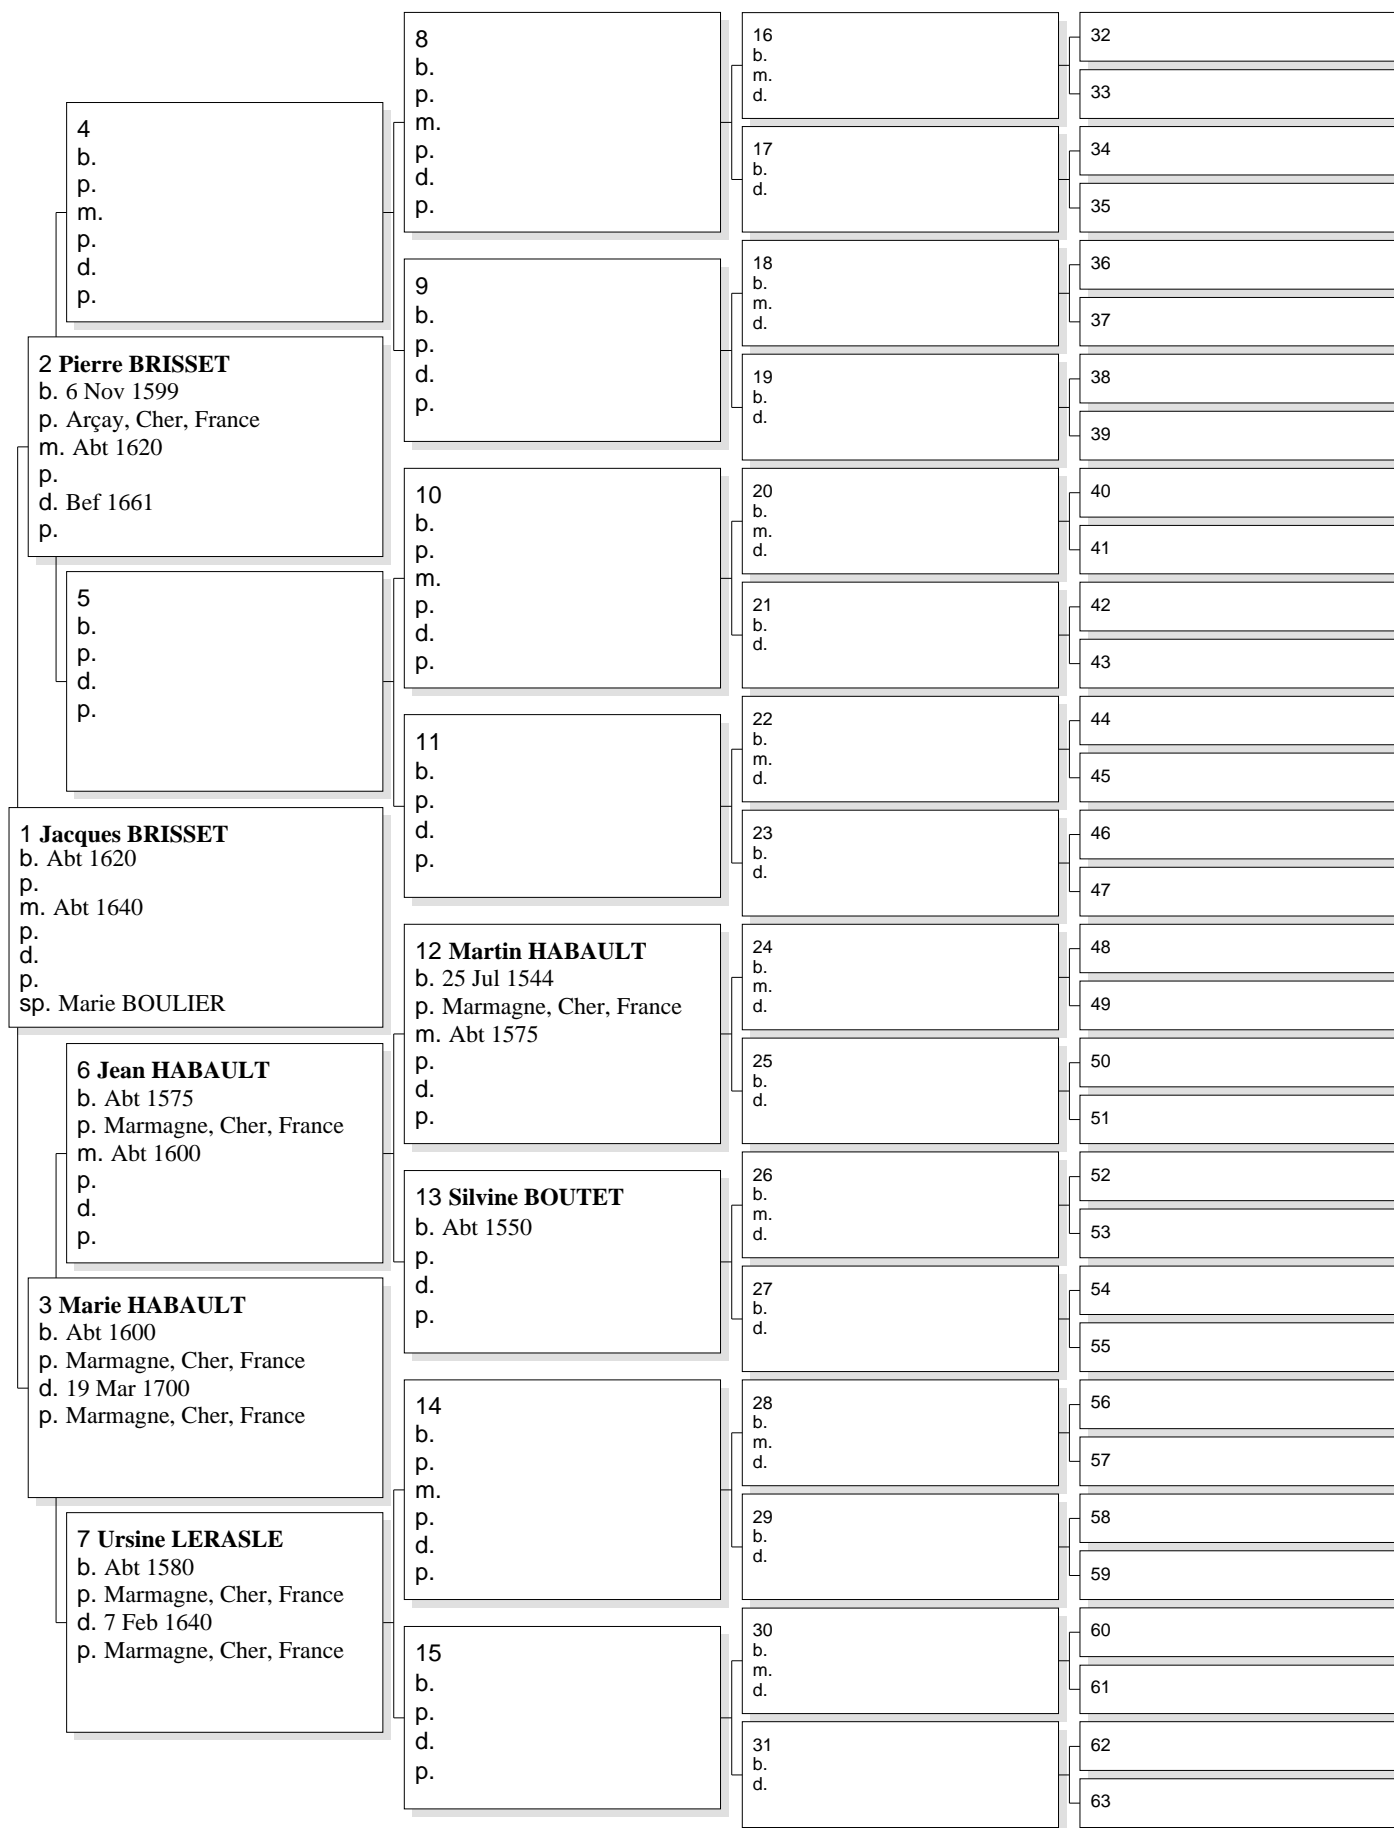 1 Jacques BRISSET
b. Abt 1620
p.
m. Abt 1640
p.
d.
p.
sp. Marie BOULIER
2 Pierre BRISSET
b. 6 Nov 1599
p. Arçay, Cher, France
m. Abt 1620
p.
d. Bef 1661
p.
3 Marie HABAULT
b. Abt 1600
p. Marmagne, Cher, France
d. 19 Mar 1700
p. Marmagne, Cher, France
4
b.
p.
m.
p.
d.
p.
5
b.
p.
d.
p.
6 Jean HABAULT
b. Abt 1575
p. Marmagne, Cher, France
m. Abt 1600
p.
d.
p.
7 Ursine LERASLE
b. Abt 1580
p. Marmagne, Cher, France
d. 7 Feb 1640
p. Marmagne, Cher, France
8
b.
p.
m.
p.
d.
p.
9
b.
p.
d.
p.
10
b.
p.
m.
p.
d.
p.
11
b.
p.
d.
p.
12 Martin HABAULT
b. 25 Jul 1544
p. Marmagne, Cher, France
m. Abt 1575
p.
d.
p.
13 Silvine BOUTET
b. Abt 1550
p.
d.
p.
14
b.
p.
m.
p.
d.
p.
15
b.
p.
d.
p.
16
b.
m.
d.
17
b.
d.
18
b.
m.
d.
19
b.
d.
20
b.
m.
d.
21
b.
d.
22
b.
m.
d.
23
b.
d.
24
b.
m.
d.
25
b.
d.
26
b.
m.
d.
27
b.
d.
28
b.
m.
d.
29
b.
d.
30
b.
m.
d.
31
b.
d.
32
33
34
35
36
37
38
39
40
41
42
43
44
45
46
47
48
49
50
51
52
53
54
55
56
57
58
59
60
61
62
63